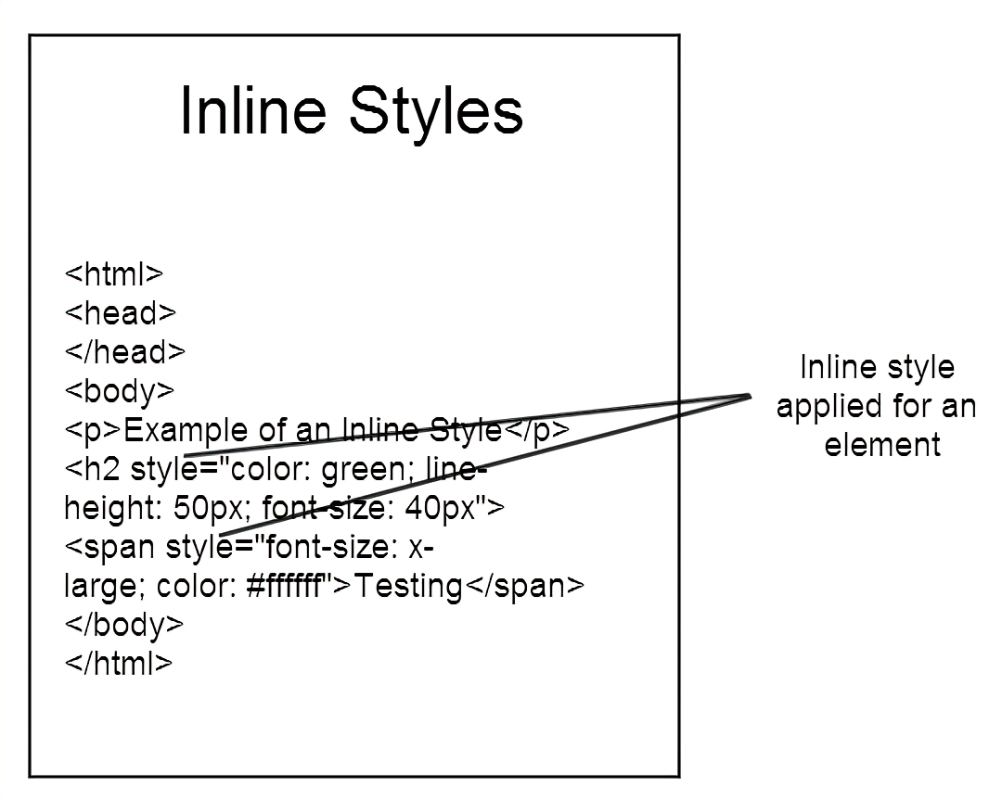 Inline Styles
<html>
<head>
</head>
<body>
<p>Example of an Inline Style</p>
<h2 style="color: green; line-
height: 50px; font-size: 40px">
<span style="font-size: x-
large; color: #ffffff">Testing</span>
</body>
</html>
Inline style
applied for an
element